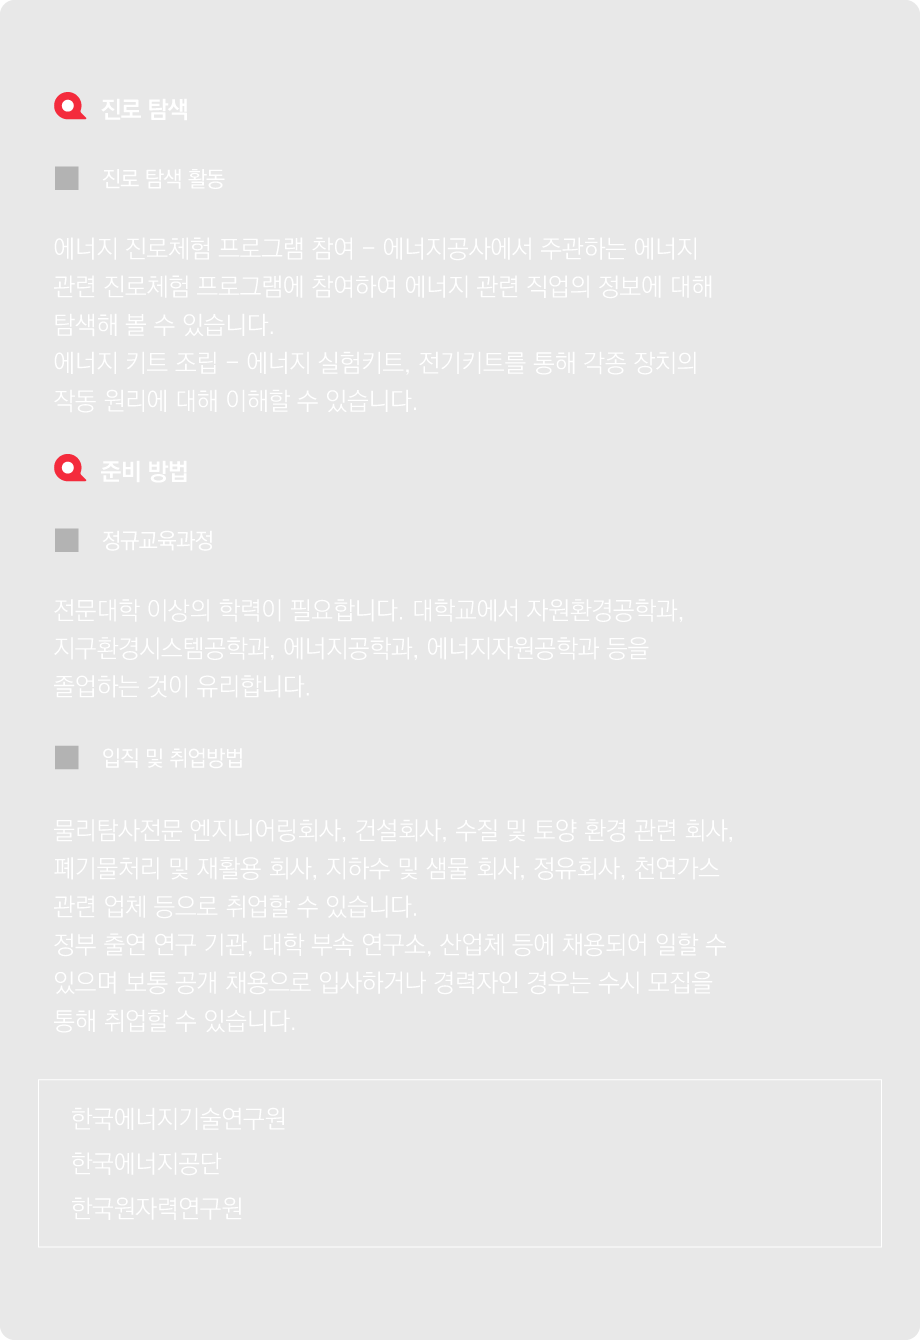 진로 탐색
진로 탐색 활동
에너지 진로체험 프로그램 참여 – 에너지공사에서 주관하는 에너지
관련 진로체험 프로그램에 참여하여 에너지 관련 직업의 정보에 대해
탐색해 볼 수 있습니다.
에너지 키트 조립 – 에너지 실험키트, 전기키트를 통해 각종 장치의
작동 원리에 대해 이해할 수 있습니다.
준비 방법
정규교육과정
전문대학 이상의 학력이 필요합니다. 대학교에서 자원환경공학과,
지구환경시스템공학과, 에너지공학과, 에너지자원공학과 등을
졸업하는 것이 유리합니다.
입직 및 취업방법
물리탐사전문 엔지니어링회사, 건설회사, 수질 및 토양 환경 관련 회사,
폐기물처리 및 재활용 회사, 지하수 및 샘물 회사, 정유회사, 천연가스
관련 업체 등으로 취업할 수 있습니다.
정부 출연 연구 기관, 대학 부속 연구소, 산업체 등에 채용되어 일할 수
있으며 보통 공개 채용으로 입사하거나 경력자인 경우는 수시 모집을
통해 취업할 수 있습니다.
한국에너지기술연구원
한국에너지공단
한국원자력연구원